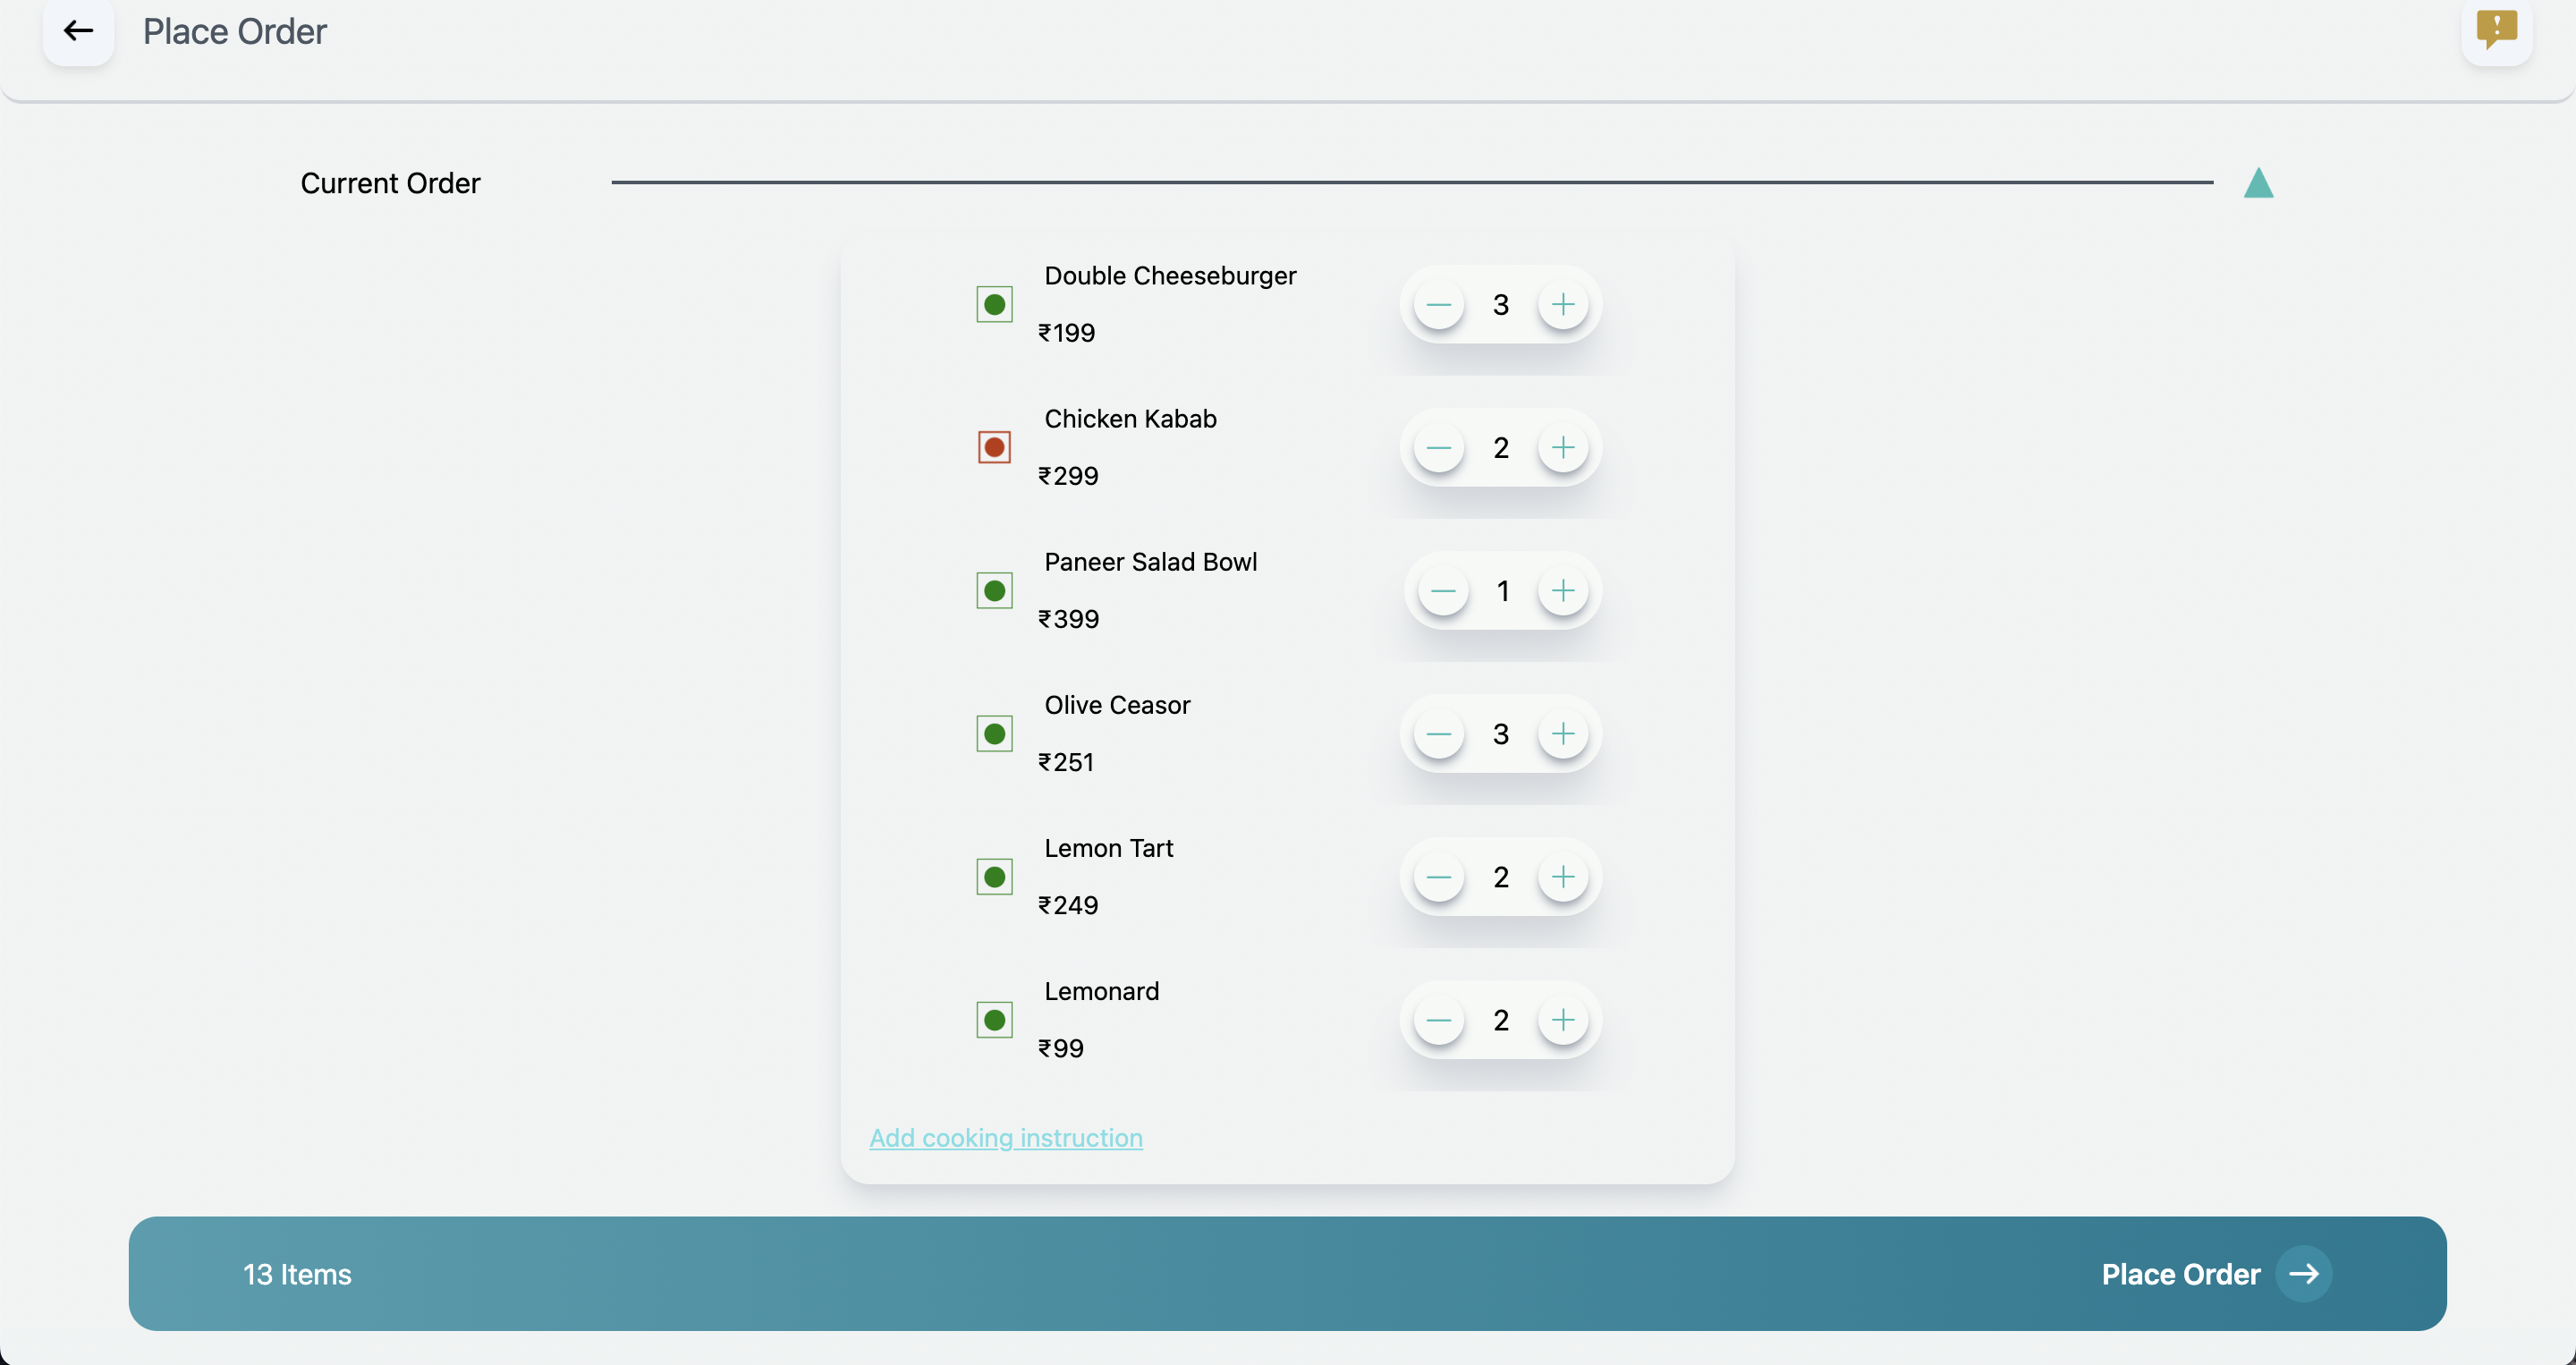 Place Order
Current Order
Double Cheeseburger
₹199
3
Chicken Kabab
₹299
2
Paneer Salad Bowl
₹399
1
Olive Ceasor
₹251
3
Lemon Tart
₹249
2
Lemonard
₹99
2
Add cooking instruction
13 Items
Place Order